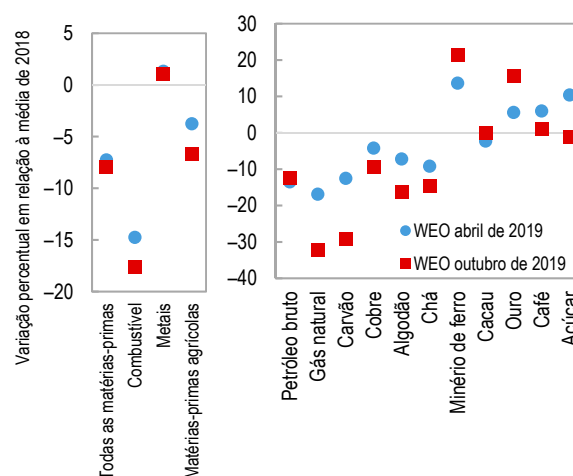 Variação percentual em relação à média de 2018
5
0
−5
−10
−15
−20
Todas as matérias-primas
Combustível
Metais
Matérias-primas agrícolas
30
20
10
0
−10
−20
−30
−40
WEO abril de 2019
WEO outubro de 2019
Petróleo bruto
Gás natural
Carvão
Cobre
Algodão
Chá
Minério de ferro
Cacau
Ouro
Café
Açúcar